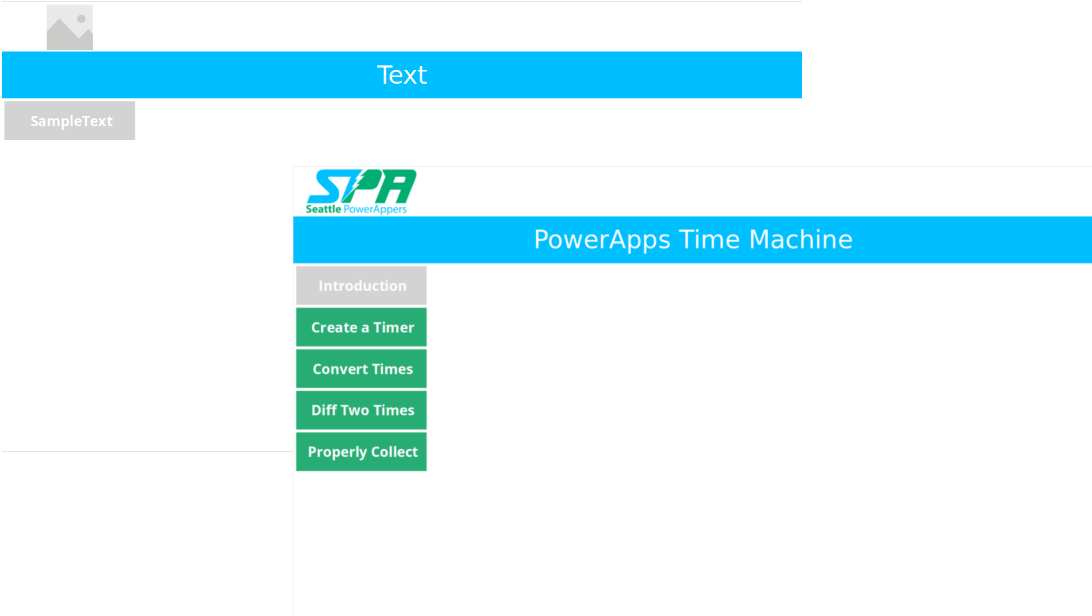 Text
SampleText
SPA
Seattle PowerAppers
PowerApps Time Machine
Introduction
Create a Timer
Convert Times
Diff Two Times
Properly Collect